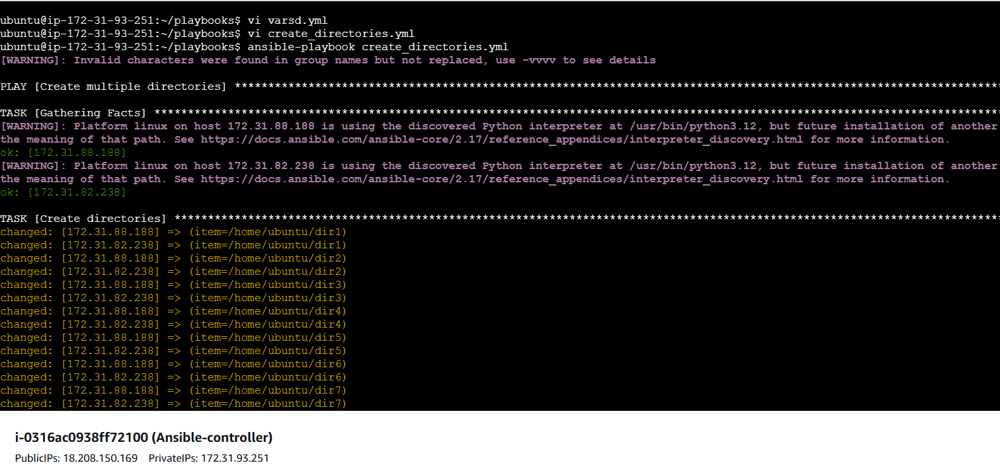 ubuntu@ip-172-31-93-251:~/playbooks$ vi varsd.yml
ubuntu@ip-172-31-93-251:~/playbooks$ vi create_directories.yml
ubuntu@ip-172-31-93-251:~/playbooks$ ansible-playbook create_directories.yml
[WARNING]: Invalid characters were found in group names but not replaced, use -vvvv to see details
PLAY [Create multiple directories] ******************************************************************************************************************
TASK [Gathering Facts] ******************************************************************************************************************************
[WARNING]: Platform linux on host 172.31.88.188 is using the discovered Python interpreter at /usr/bin/python3.12, but future installation of another
the meaning of that path. See https://docs.ansible.com/ansible-core/2.17/reference_appendices/interpreter_discovery.html for more information.
ok: [172.31.88.188]
[WARNING]: Platform linux on host 172.31.82.238 is using the discovered Python interpreter at /usr/bin/python3.12, but future installation of another
the meaning of that path. See https://docs.ansible.com/ansible-core/2.17/reference_appendices/interpreter_discovery.html for more information.
ok: [172.31.82.238]
TASK [Create directories] ***************************************************************************************************************************
changed: [172.31.88.188] => (item=/home/ubuntu/dir1)
changed: [172.31.82.238] => (item=/home/ubuntu/dir1)
changed: [172.31.88.188] => (item=/home/ubuntu/dir2)
changed: [172.31.82.238] => (item=/home/ubuntu/dir2)
changed: [172.31.88.188] => (item=/home/ubuntu/dir3)
changed: [172.31.82.238] => (item=/home/ubuntu/dir3)
changed: [172.31.88.188] => (item=/home/ubuntu/dir4)
changed: [172.31.82.238] => (item=/home/ubuntu/dir4)
changed: [172.31.88.188] => (item=/home/ubuntu/dir5)
changed: [172.31.82.238] => (item=/home/ubuntu/dir5)
changed: [172.31.88.188] => (item=/home/ubuntu/dir6)
changed: [172.31.82.238] => (item=/home/ubuntu/dir6)
changed: [172.31.88.188] => (item=/home/ubuntu/dir7)
changed: [172.31.82.238] => (item=/home/ubuntu/dir7)
i-0316ac0938ff72100 (Ansible-controller)
PublicIPs: 18.208.150.169 PrivateIPs: 172.31.93.251